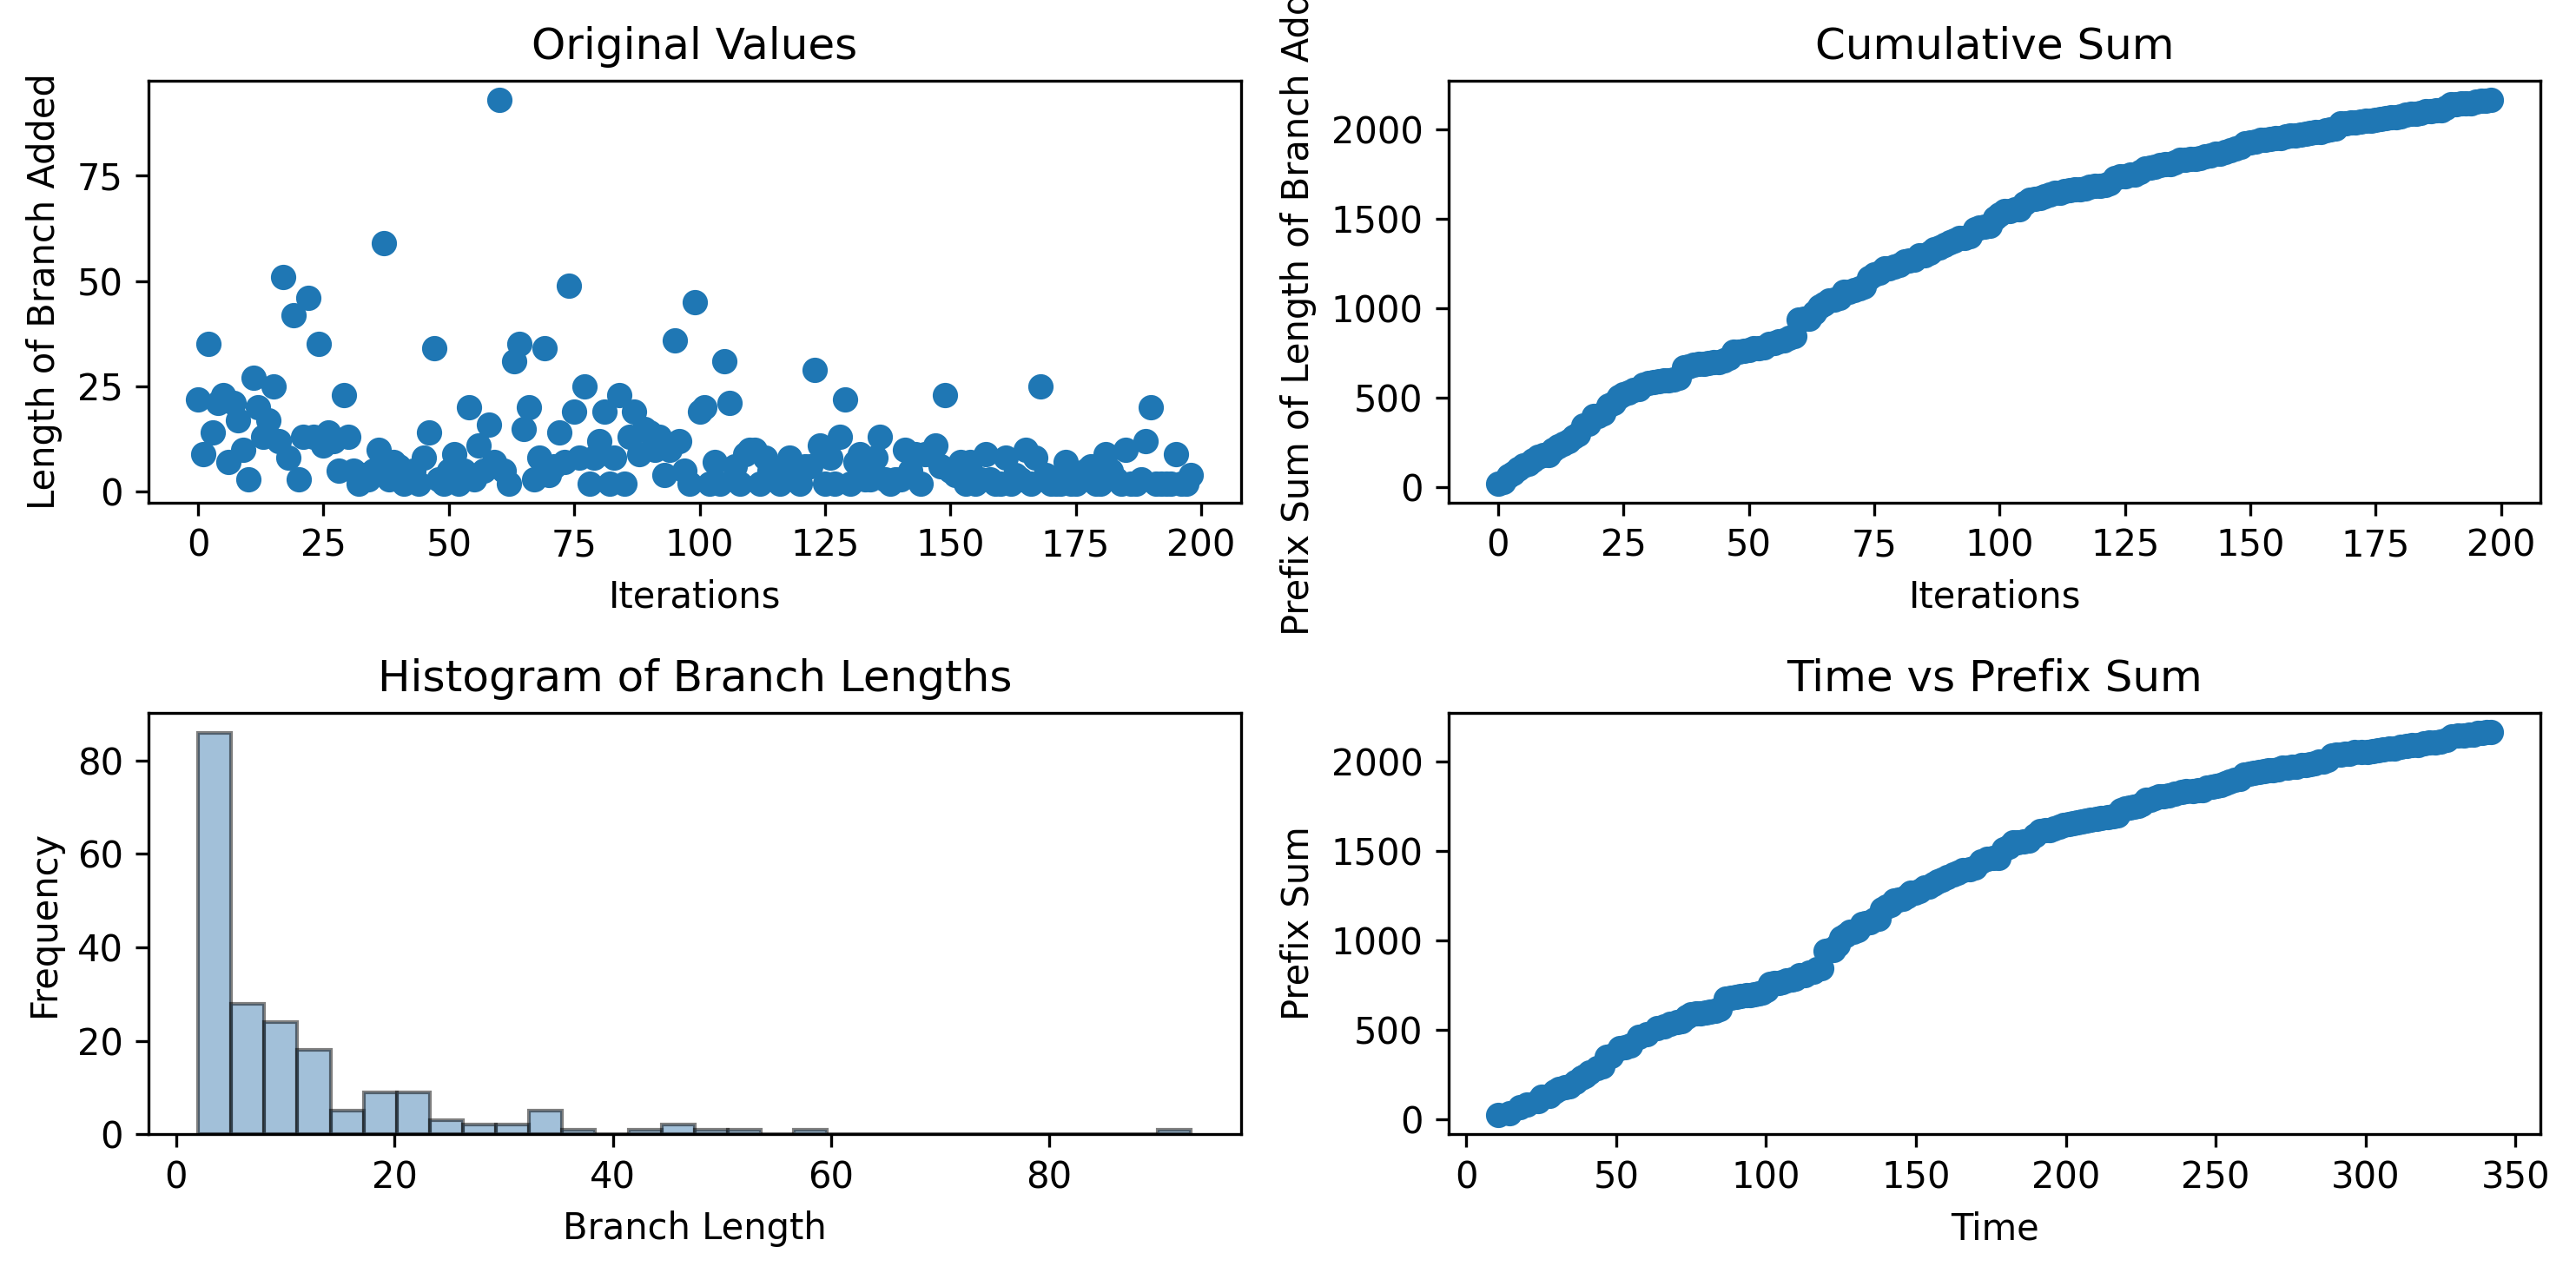 Original Values
Length of Branch Added
75
50
25
0
0 25 50 75 100 125 150 175 200
Iterations
Cumulative Sum
Prefix Sum of Length of Branch
2000
1500
1000
500
0
0 25 50 75 100 125 150 175 200
Iterations
Histogram of Branch Lengths
Frequency
80
60
40
20
0
0 20 40 60 80
Branch Length
Time vs Prefix Sum
Prefix Sum
2000
1500
1000
500
0
0 50 100 150 200 250 300 350
Time